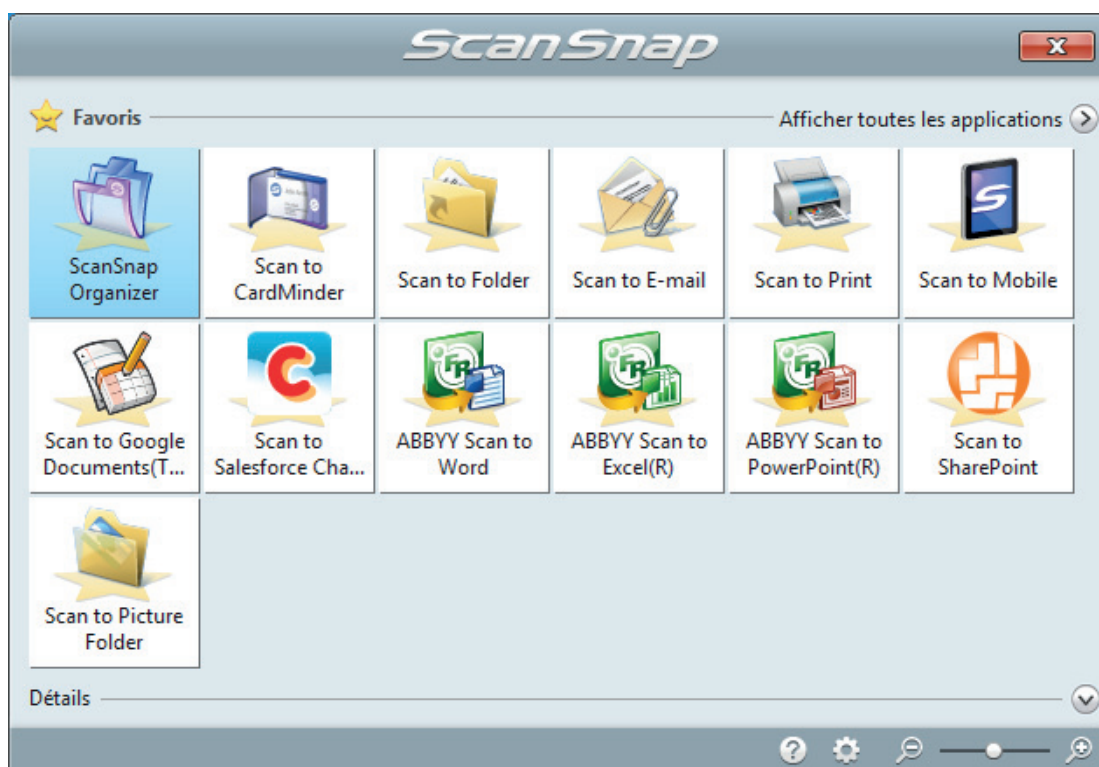 ScanSnap
Favoris
Afficher toutes les applications
ScanSnap
Organizer
Scan to
CardMinder
Scan to Folder
Scan to E-mail
Scan to Print
Scan to Mobile
Scan to Google
Documents(T...
Scan to
Salesforce Cha...
ABBYY Scan to
Word
ABBYY Scan to
Excel(R)
ABBYY Scan to
PowerPoint(R)
Scan to
SharePoint
Scan to Picture
Folder
Détails